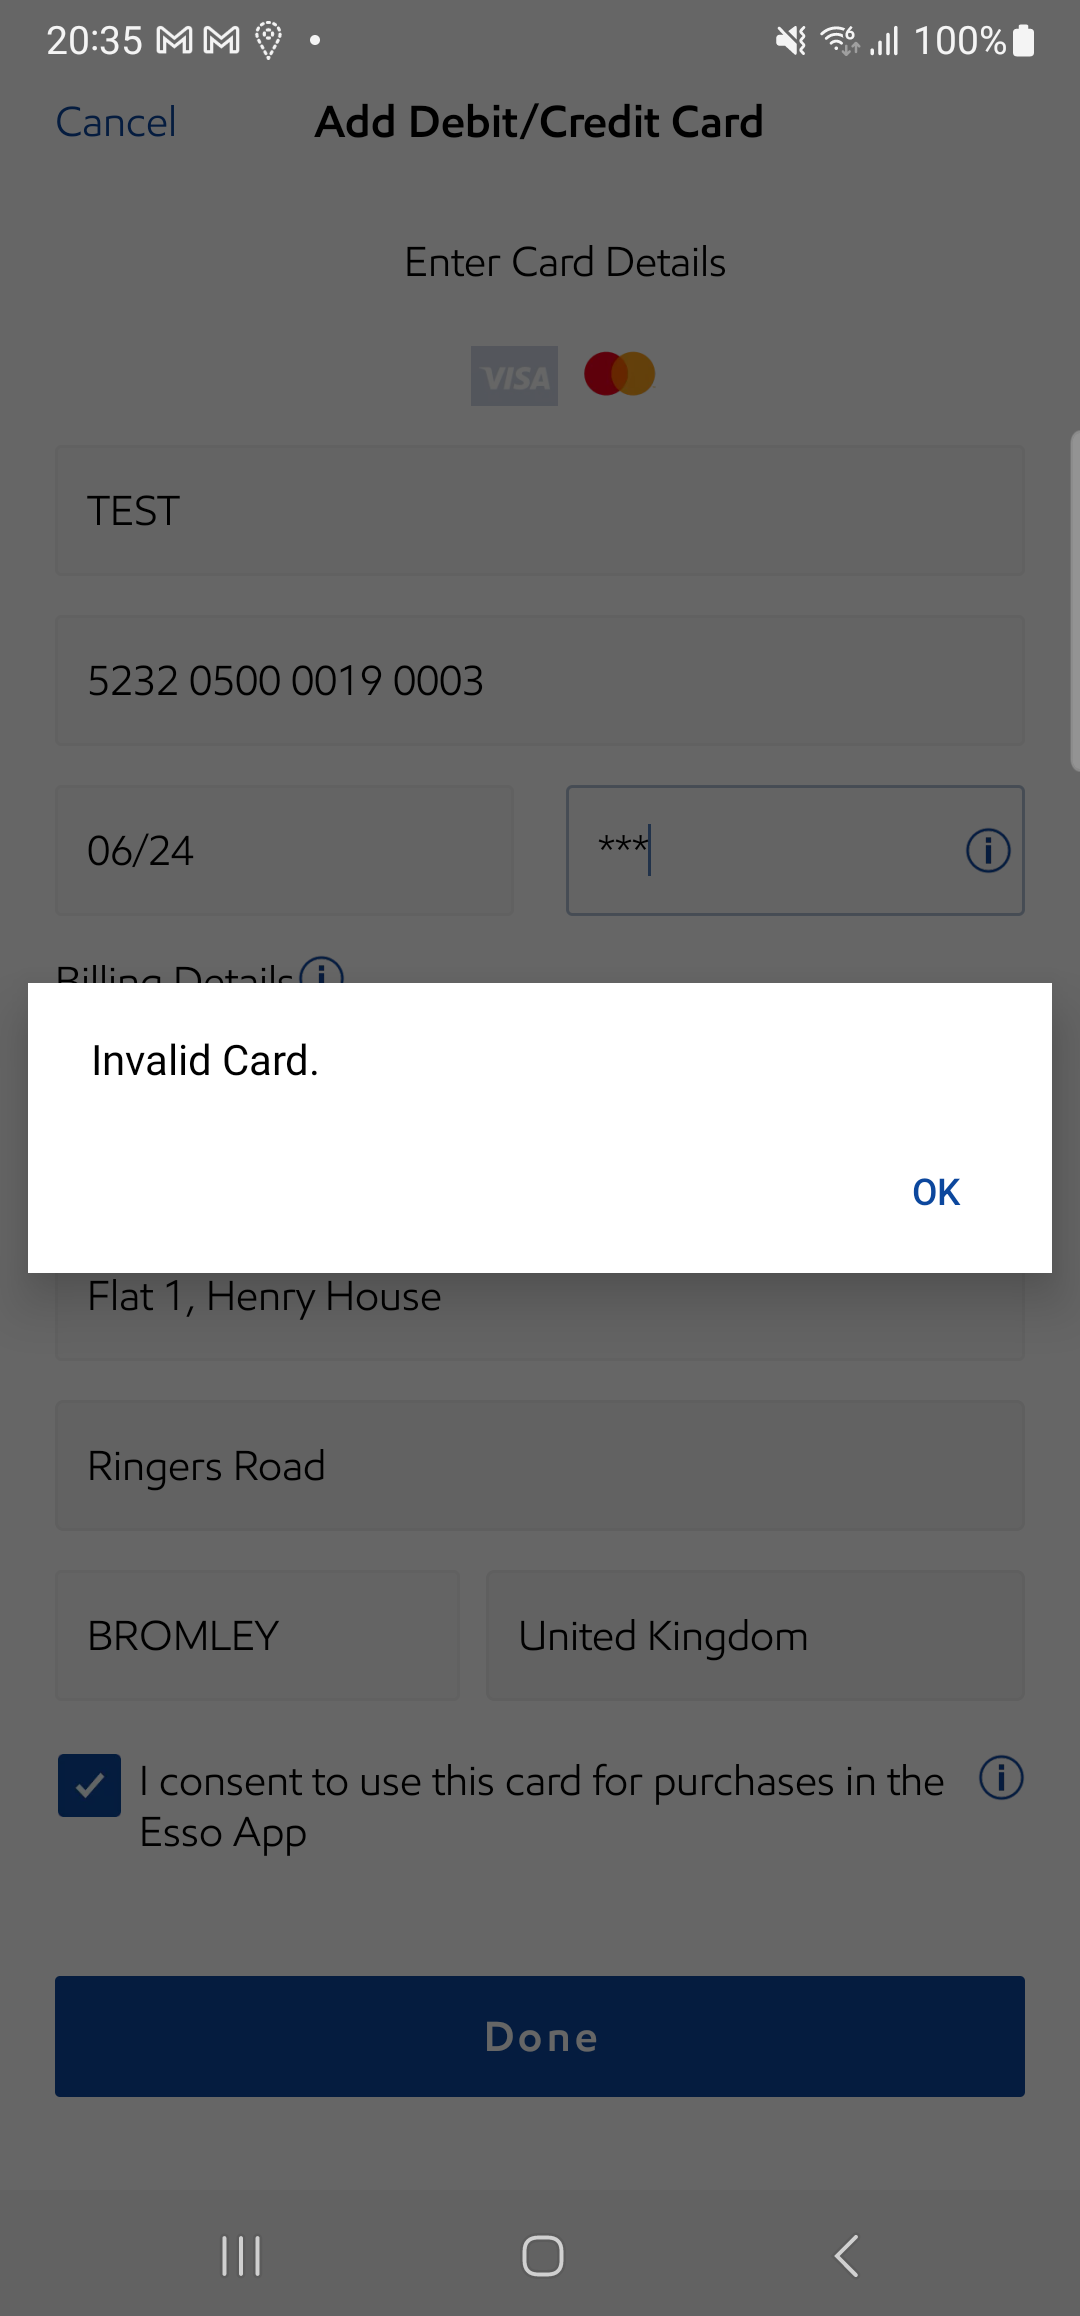 20:35 100%
Cancel Add Debit/Credit Card
Enter Card Details
VISA
TEST
5232 0500 0019 0003
06/24 ***
Billing Details
Invalid Card.
OK
Flat 1, Henry House
Ringers Road
BROMLEY United Kingdom
I consent to use this card for purchases in the
Esso App
Done